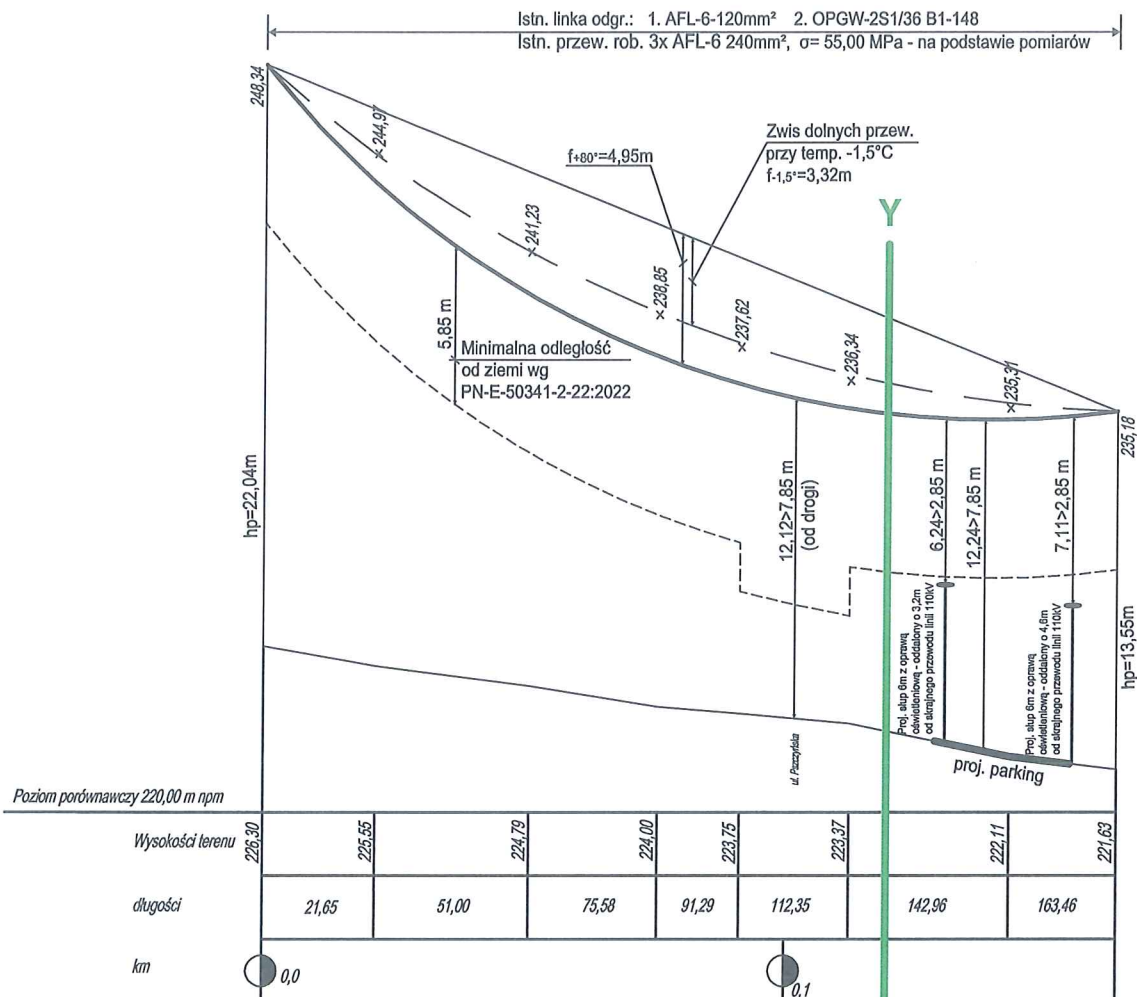 Istn. linka odgr.: 1. AFL-6-120mm² 2. OPGW-2S1/36 B1-148
Istn. przew. rob. 3x AFL-6 240mm², σ= 55,00 MPa - na podstawie pomiarów
248,34
244,97
241,23
f+80°=4,95m
Zwis dolnych przew.
przy temp. -1,5°C
f-1,5°=3,32m
Y
238,85
237,62
236,34
235,31
235,18
5,85 m
Minimalna odległość
od ziemi wg
PN-E-50341-2-22:2022
hp=22,04m
12,12>7,85 m
(od drogi)
6,24>2,85 m
12,24>7,85 m
7,11>2,85 m
hp=13,55m
Proj. słup 6m z oprawą
oświetleniową - oddalony o 3,2m
od skrajnego przewodu linii 110kV
Proj. słup 6m z oprawą
oświetleniową - oddalony o 4,6m
od skrajnego przewodu linii 110kV
ul. Pszczyńska
proj. parking
Poziom porównawczy 220,00 m npm
Wysokości terenu 226,30 225,55 224,79 224,00 223,75 223,37 222,11 221,63
długości 21,65 51,00 75,58 91,29 112,35 142,96 163,46
km 0,0 0.1